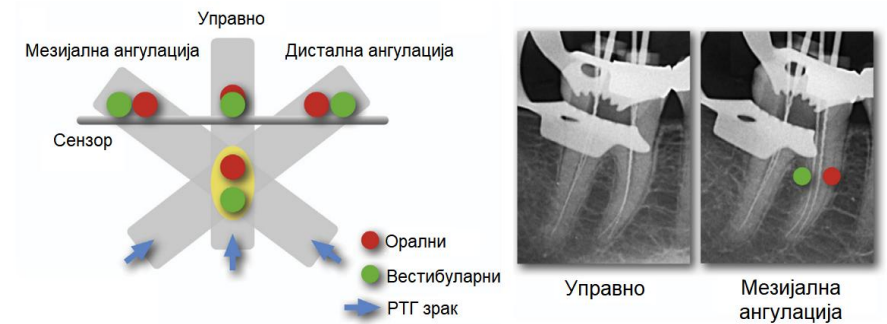 Управно
Мезијална ангулација
Дистална ангулација
Сензор
Орални
Вестибуларни
РТГ зрак
Управно
Мезијална
ангулација